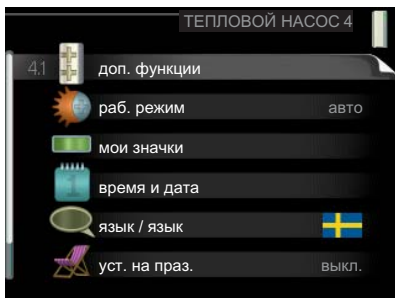 ТЕПЛОВОЙ НАСОС 4
4.1 доп. функции
раб. режим авто
мои значки
время и дата
язык / язык
уст. на праз. выкл.